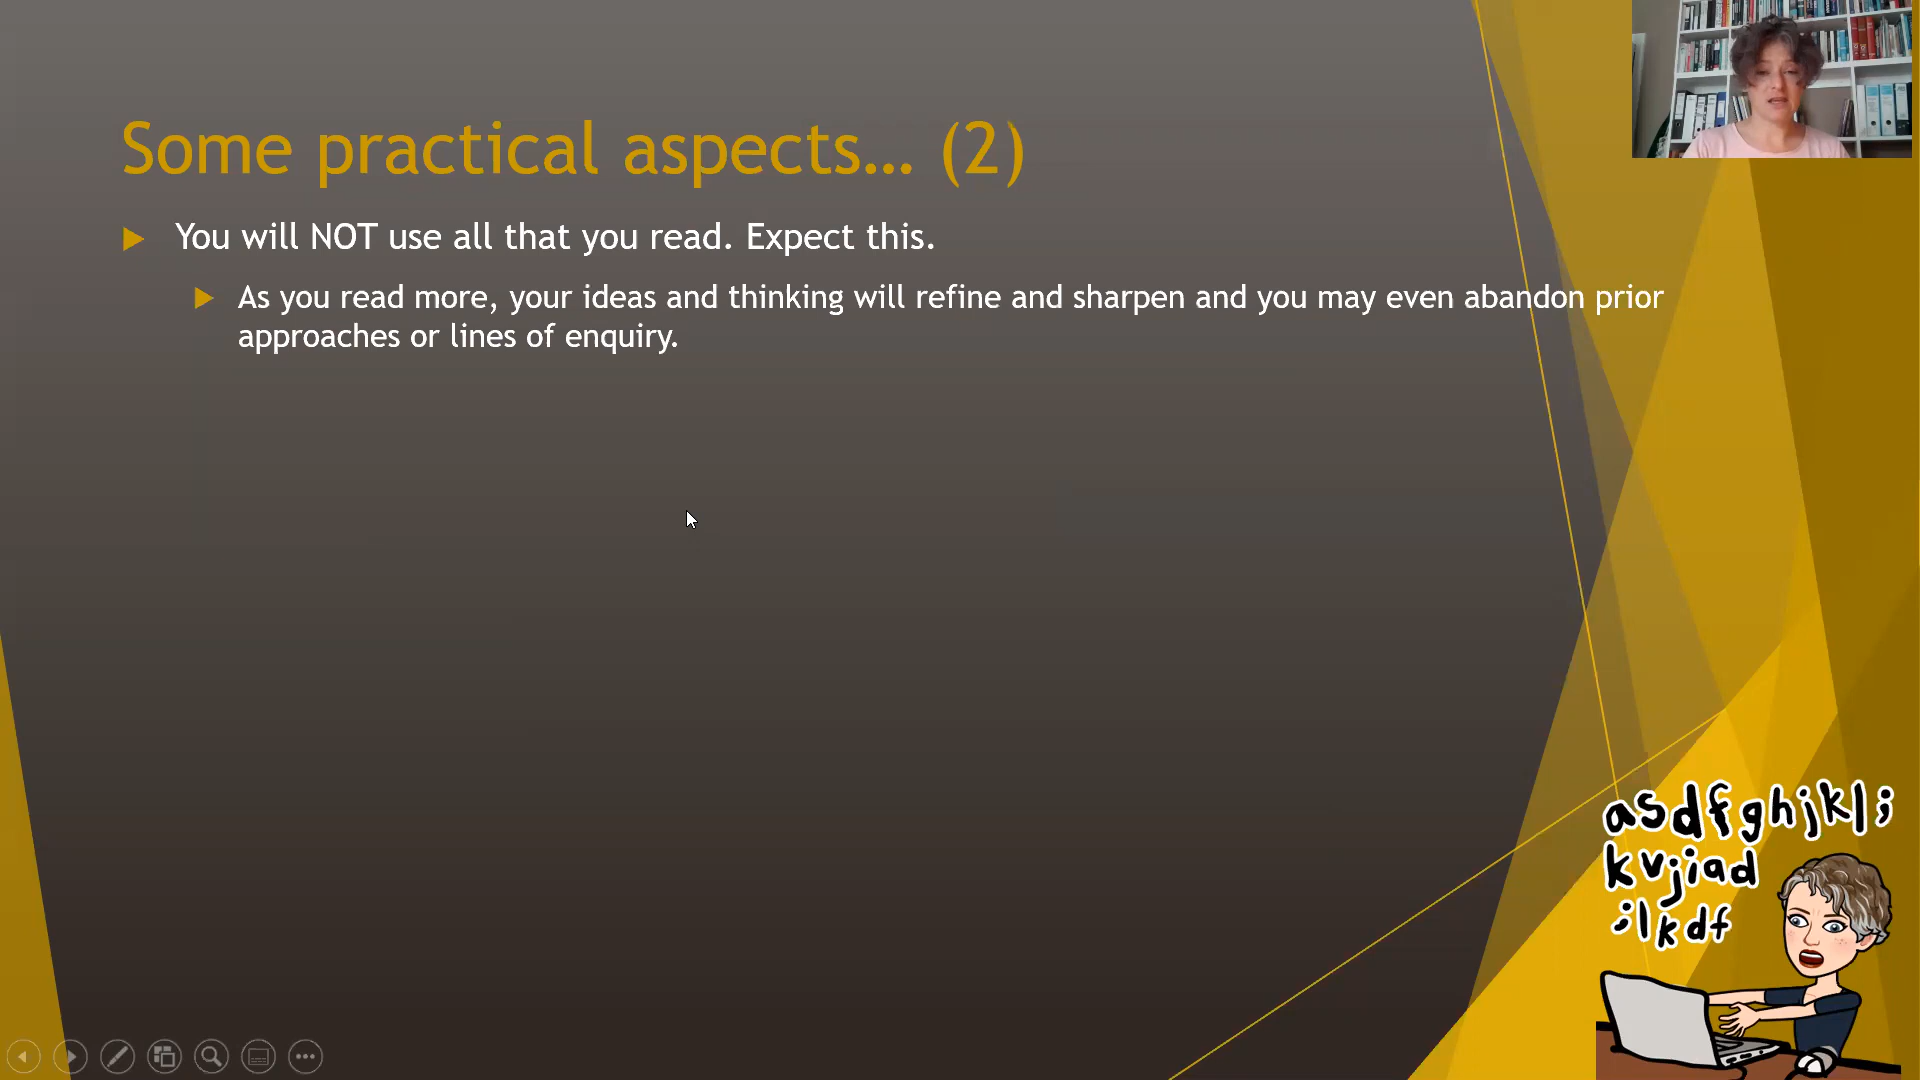 Some practical aspects… (2)
You will NOT use all that you read. Expect this.
As you read more, your ideas and thinking will refine and sharpen and you may even abandon prior
approaches or lines of enquiry.
asdfghjkl;
kvjiad
;lkdf